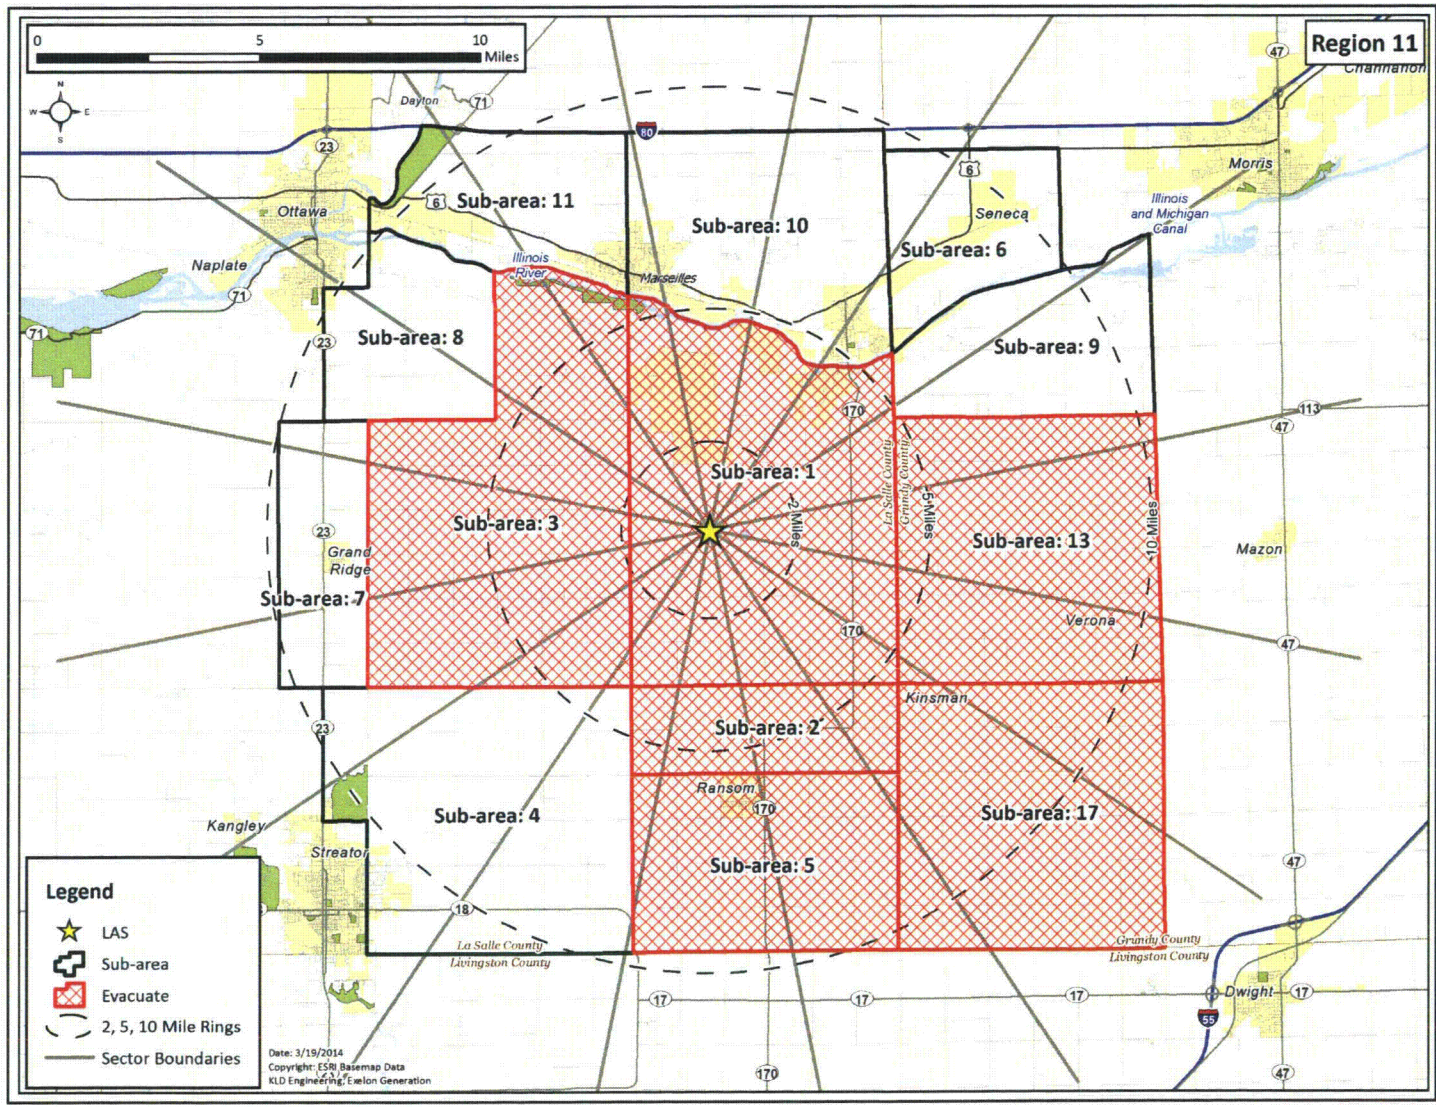 0 5 10
Miles
Region 11
Channahon
47
N
W E
S
Dayton
71
80
23
6
Morris
Sub-area: 11
6
Ottawa
Sub-area: 10
Seneca
Illinois
and Michigan
Canal
Sub-area: 6
Naplate
Illinois
River
Marseilles
71
71
23
Sub-area: 8
Sub-area: 9
170
113
47
La Salle County
Grundy County
Sub-area: 1
2 Miles
5 Miles
10 Miles
Sub-area: 3
Sub-area: 13
23
Grand
Ridge
Mazon
Sub-area: 7
170
Verona
47
Kinsman
23
Sub-area: 2
Ransom
170
Sub-area: 4
Sub-area: 17
Kangley
Streator
Sub-area: 5
47
Legend
LAS
Sub-area
Evacuate
2, 5, 10 Mile Rings
Sector Boundaries
18
La Salle County
Livingston County
Grundy County
Livingston County
17
17
17
Dwight
17
55
Date: 3/19/2014
Copyright: ESRI Basemap Data
KLD Engineering, Exelon Generation
170
47